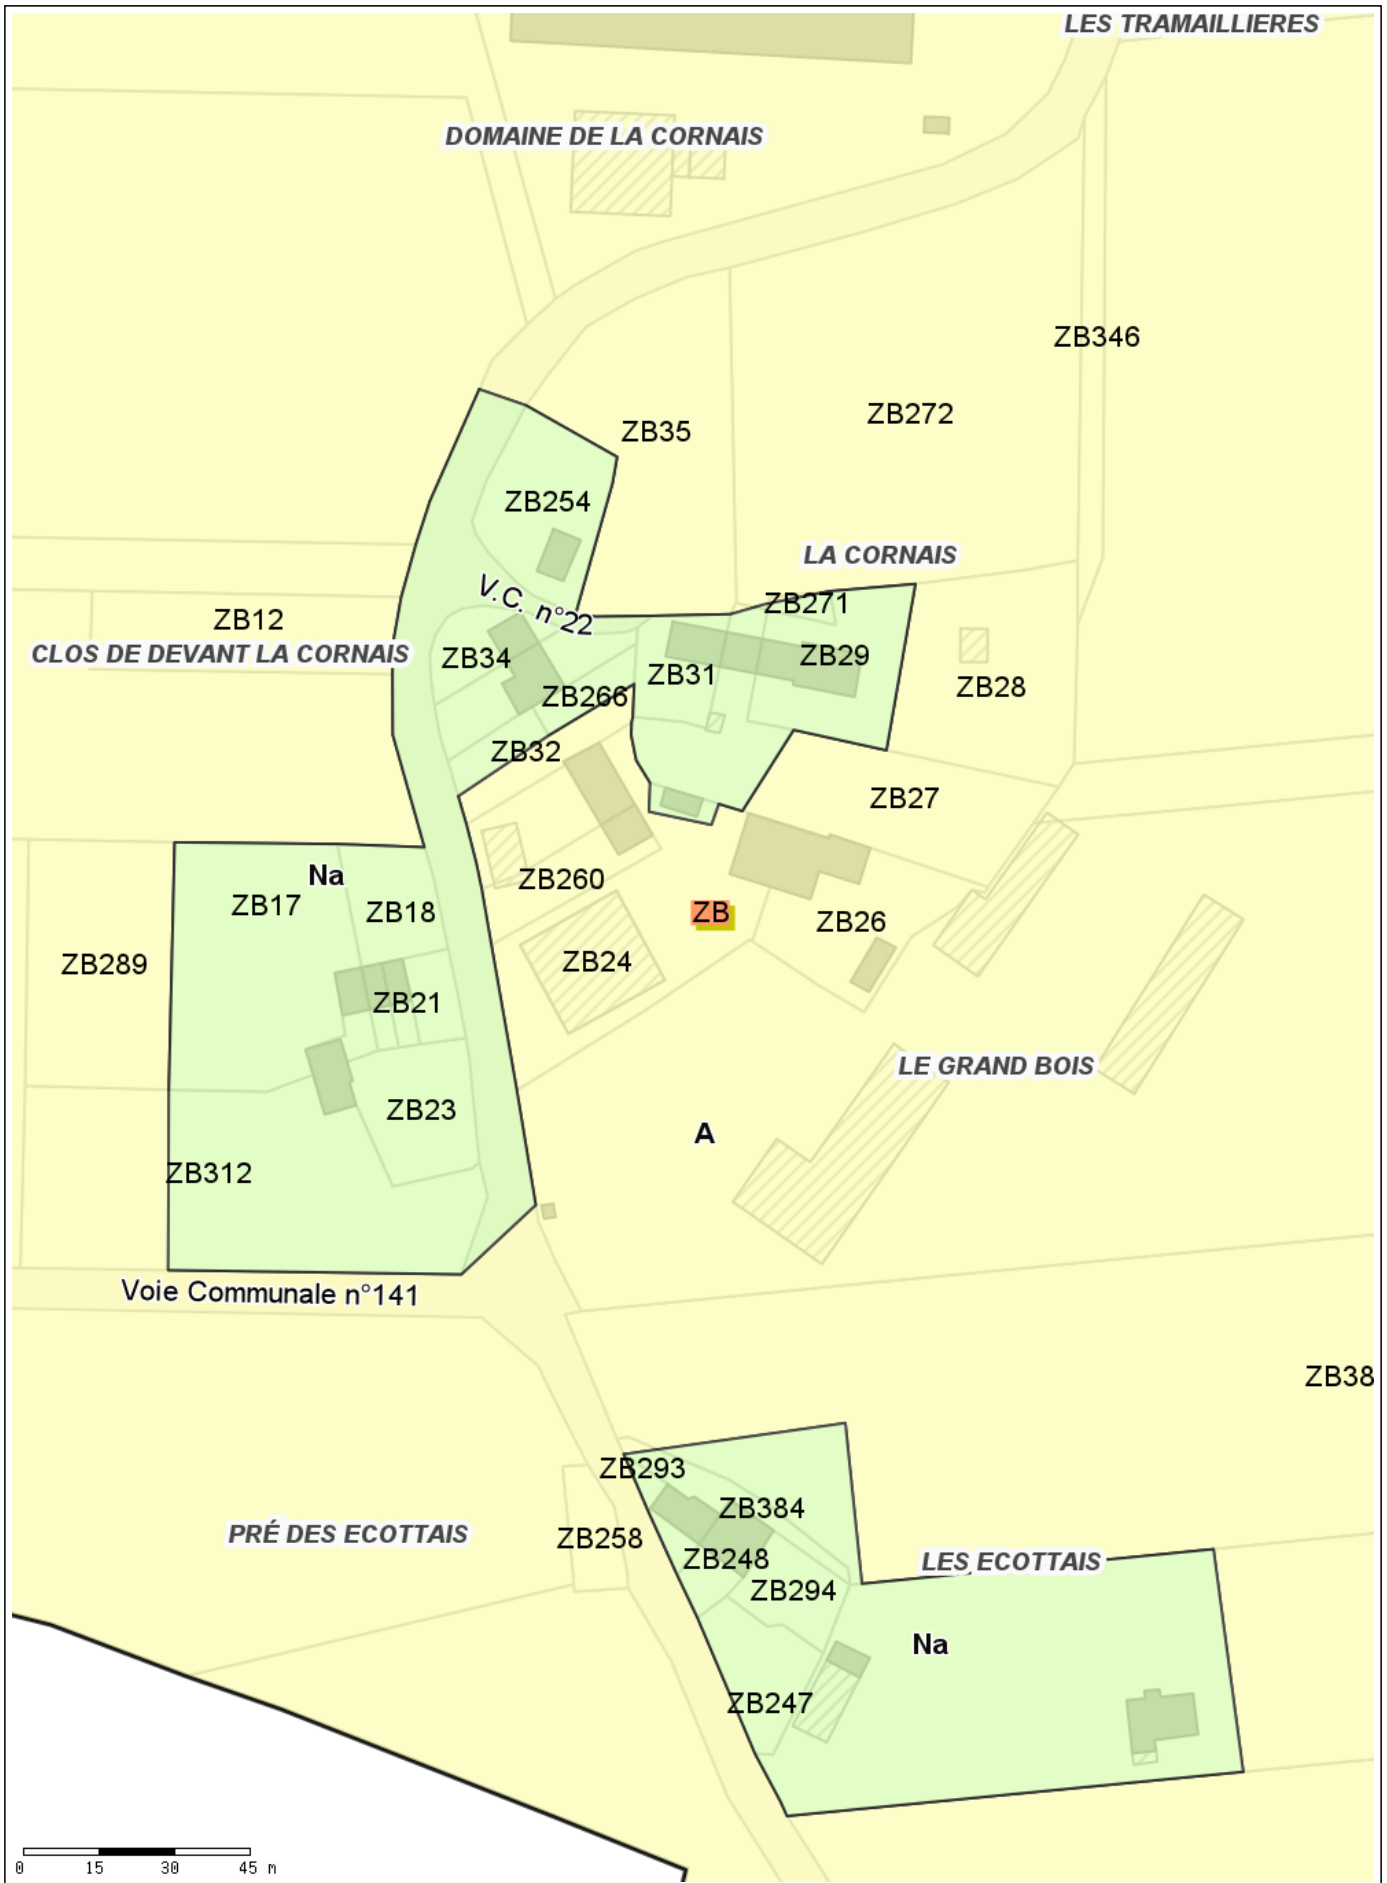 LES TRAMAILLIERES
DOMAINE DE LA CORNAIS
ZB346
ZB272
ZB35
ZB254
LA CORNAIS
V.C. n°22
ZB271
ZB12
CLOS DE DEVANT LA CORNAIS
ZB34
ZB31
ZB29
ZB28
ZB266
ZB32
ZB27
Na
ZB260
ZB17
ZB18
ZB
ZB26
ZB289
ZB24
ZB21
LE GRAND BOIS
ZB23
A
ZB312
Voie Communale n°141
ZB38
ZB293
ZB384
PRÉ DES ECOTTAIS
ZB258
ZB248
LES ECOTTAIS
ZB294
Na
ZB247
0 15 30 45 m